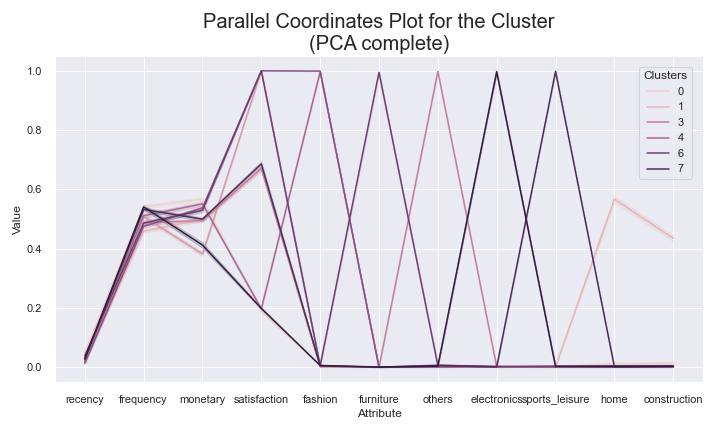 Parallel Coordinates Plot for the Cluster
(PCA complete)
1.0
0.8
0.6
0.4
0.2
0.0
Value
Clusters
0
1
3
4
6
7
recency frequency monetary satisfaction fashion furniture others electronics sports_leisure home construction
Attribute